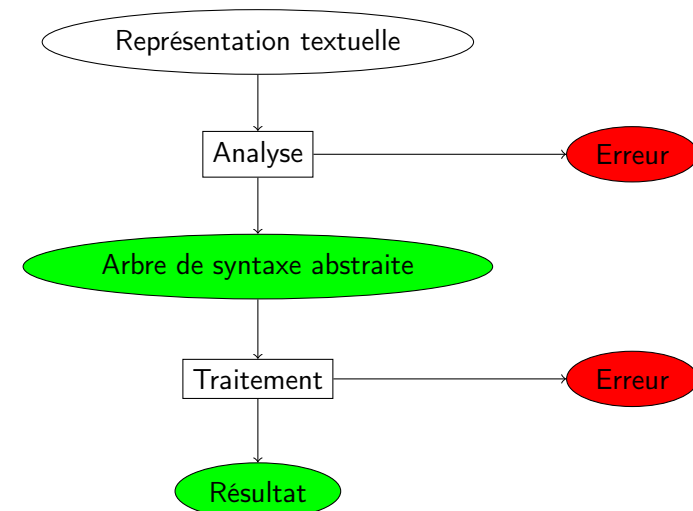 Représentation textuelle
Analyse
Erreur
Arbre de syntaxe abstraite
Traitement
Erreur
Résultat